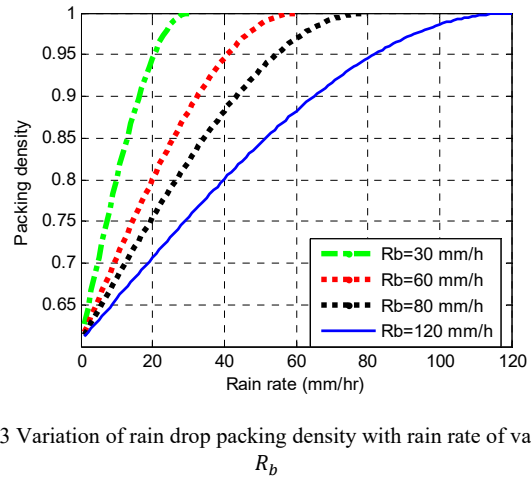 1
0.95
0.9
0.85
0.8
0.75
0.7
0.65
Packing density
Rb=30 mm/h
Rb=60 mm/h
Rb=80 mm/h
Rb=120 mm/h
0 20 40 60 80 100 120
Rain rate (mm/hr)
3 Variation of rain drop packing density with rain rate of va
R_b